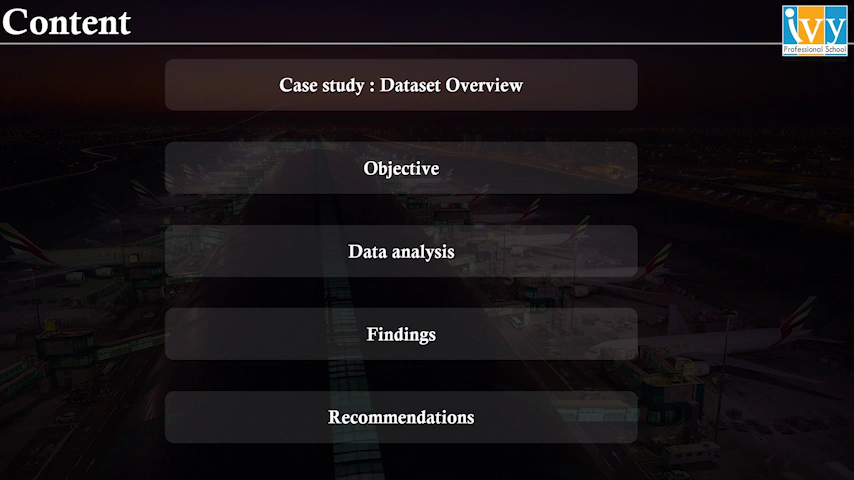 Content
ivy
Professional School
Case study : Dataset Overview
Objective
Data analysis
Findings
Recommendations